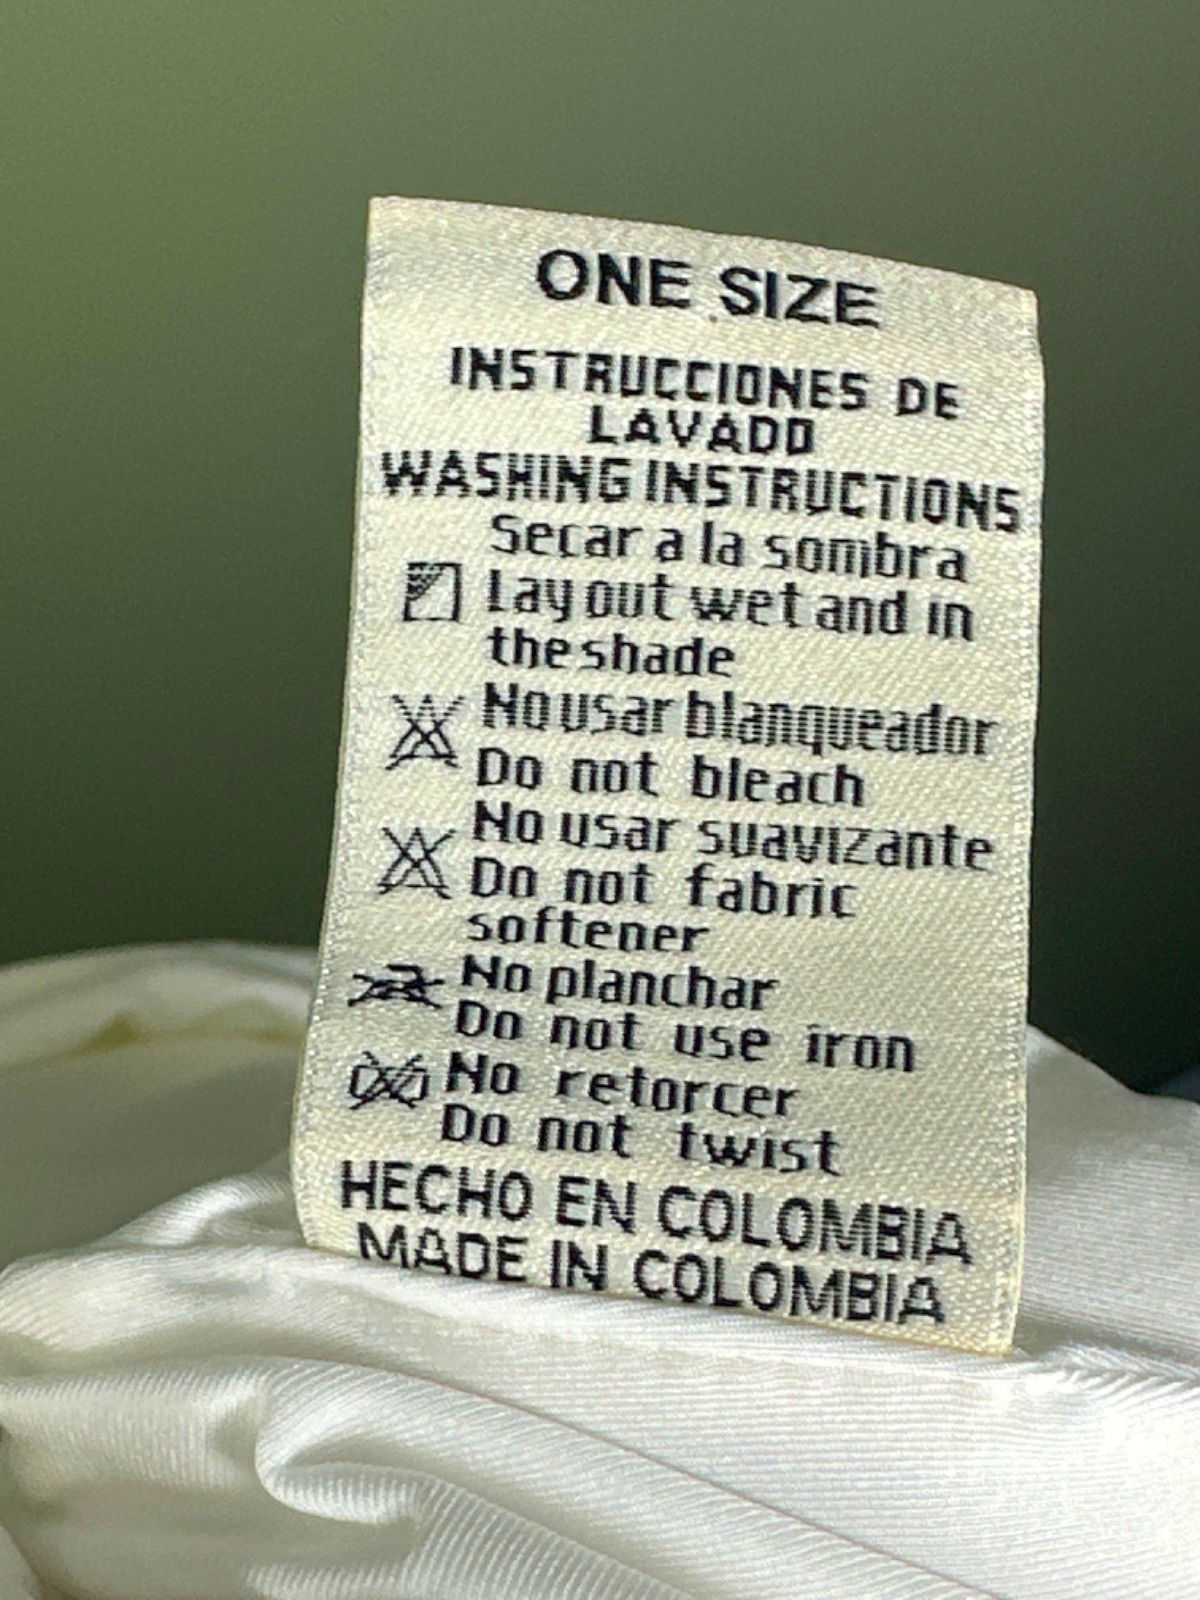 ONE SIZE
INSTRUCCIONES DE
LAVADO
WASHING INSTRUCTIONS
Secar a la sombra
Lay out wet and in
the shade
No usar blanqueador
Do not bleach
No usar suavizante
Do not fabric
softener
No planchar
Do not use iron
No retorcer
Do not twist
HECHO EN COLOMBIA
MADE IN COLOMBIA